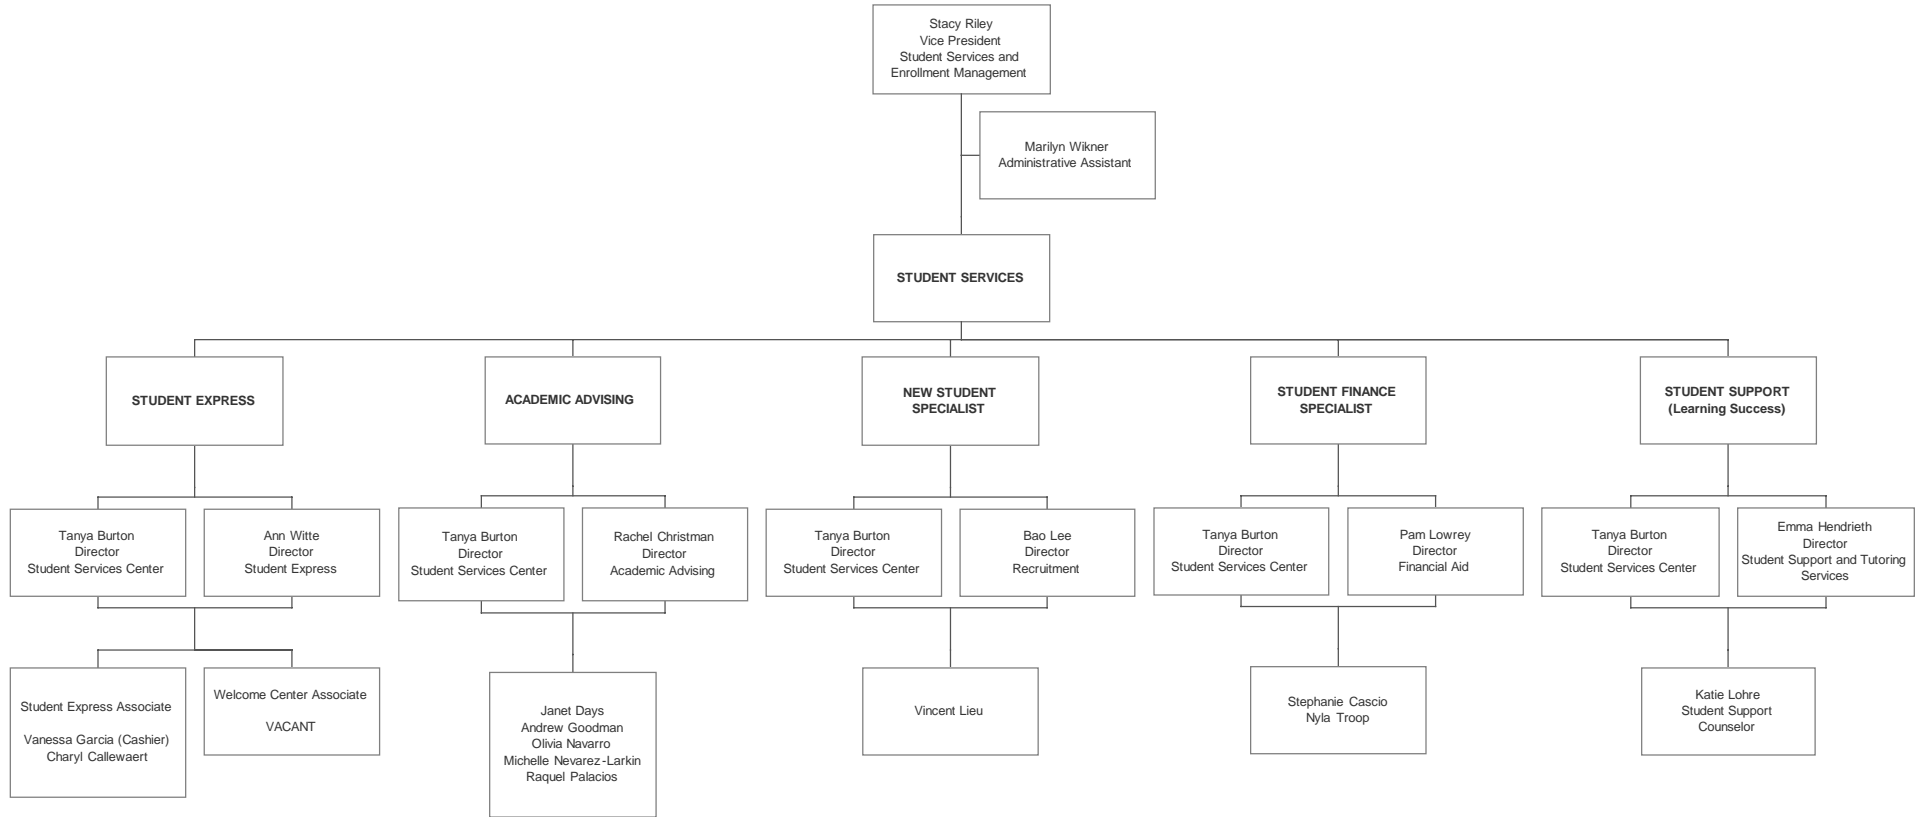 Stacy Riley
Vice President
Student Services and
Enrollment Management
Marilyn Wikner
Administrative Assistant
STUDENT SERVICES
STUDENT EXPRESS
ACADEMIC ADVISING
NEW STUDENT
SPECIALIST
STUDENT FINANCE
SPECIALIST
STUDENT SUPPORT
(Learning Success)
Tanya Burton
Director
Student Services Center
Ann Witte
Director
Student Express
Tanya Burton
Director
Student Services Center
Rachel Christman
Director
Academic Advising
Tanya Burton
Director
Student Services Center
Bao Lee
Director
Recruitment
Tanya Burton
Director
Student Services Center
Pam Lowrey
Director
Financial Aid
Tanya Burton
Director
Student Services Center
Emma Hendrieth
Director
Student Support and Tutoring
Services
Student Express Associate
Vanessa Garcia (Cashier)
Charyl Callewaert
Welcome Center Associate
VACANT
Janet Days
Andrew Goodman
Olivia Navarro
Michelle Nevarez-Larkin
Raquel Palacios
Vincent Lieu
Stephanie Cascio
Nyla Troop
Katie Lohre
Student Support
Counselor